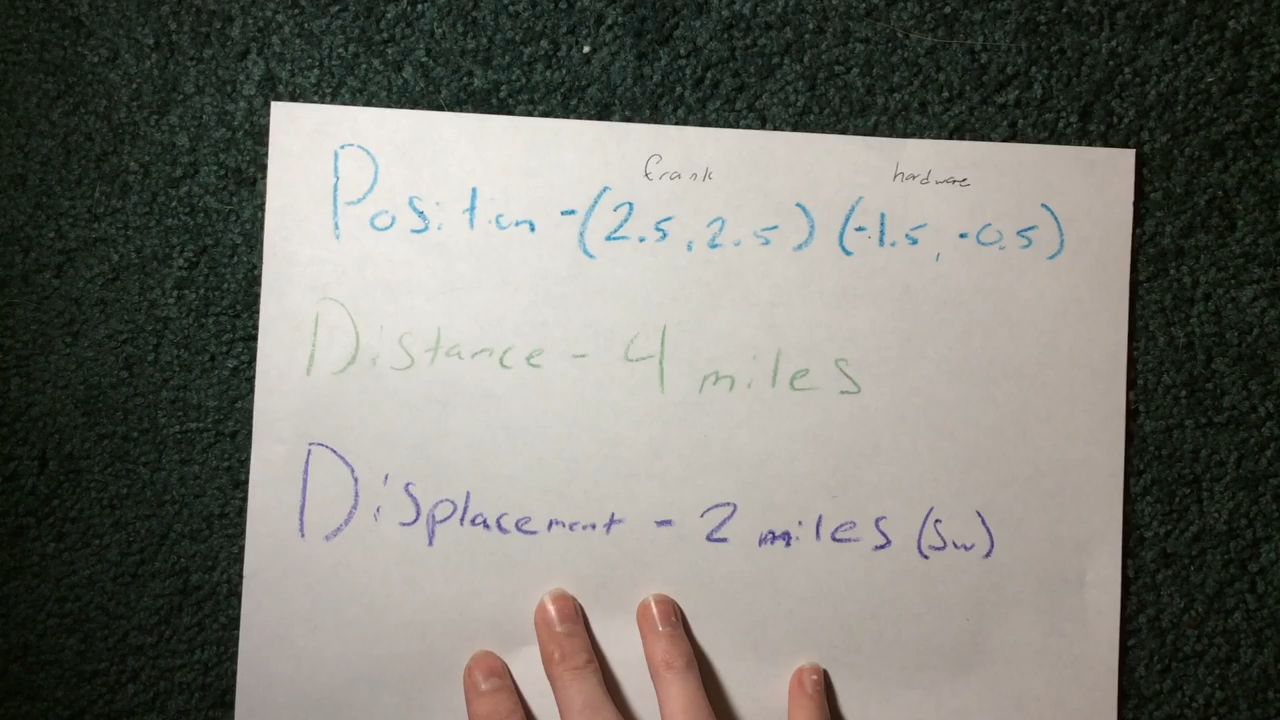 frank hardware
Position - (2.5, 2.5) (-1.5, -0.5)
Distance - 4 miles
Displacement - 2 miles (SW)